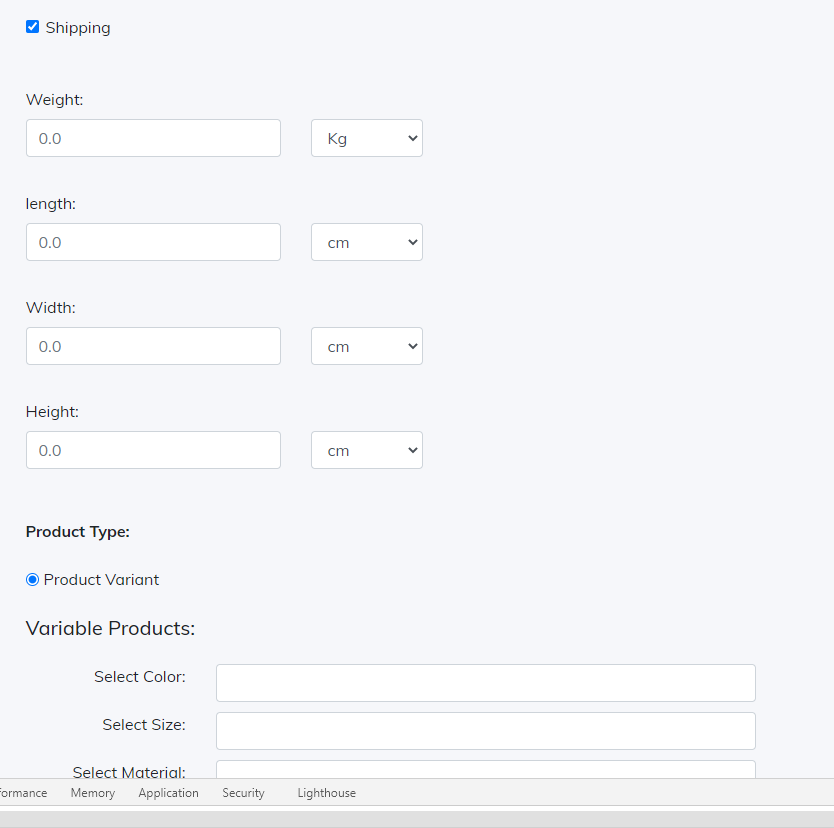 Shipping
Weight:
0.0 Kg
length:
0.0 cm
Width:
0.0 cm
Height:
0.0 cm
Product Type:
Product Variant
Variable Products:
Select Color:
Select Size:
Select Material:
formance Memory Application Security Lighthouse